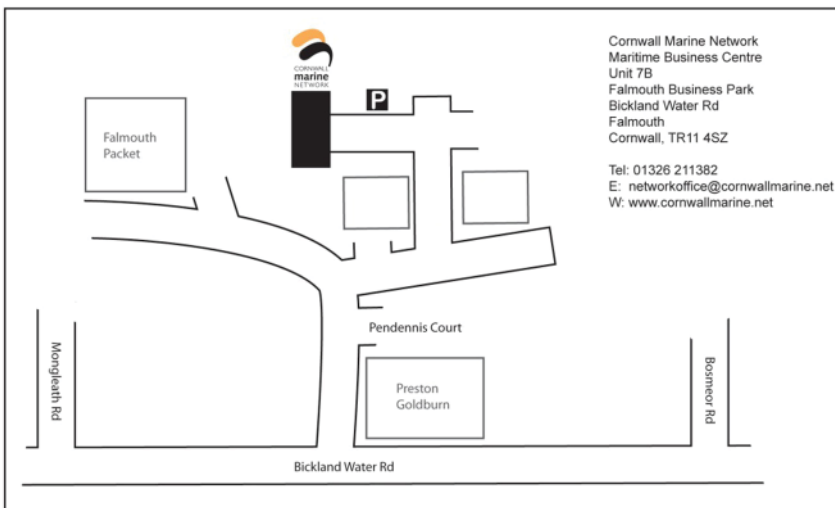 CORNWALL
marine
NETWORK
P
Falmouth
Packet
Cornwall Marine Network
Maritime Business Centre
Unit 7B
Falmouth Business Park
Bickland Water Rd
Falmouth
Cornwall, TR11 4SZ
Tel: 01326 211382
E: networkoffice@cornwallmarine.net
W: www.cornwallmarine.net
Pendennis Court
Mongleath Rd
Preston
Goldburn
Bosmeor Rd
Bickland Water Rd